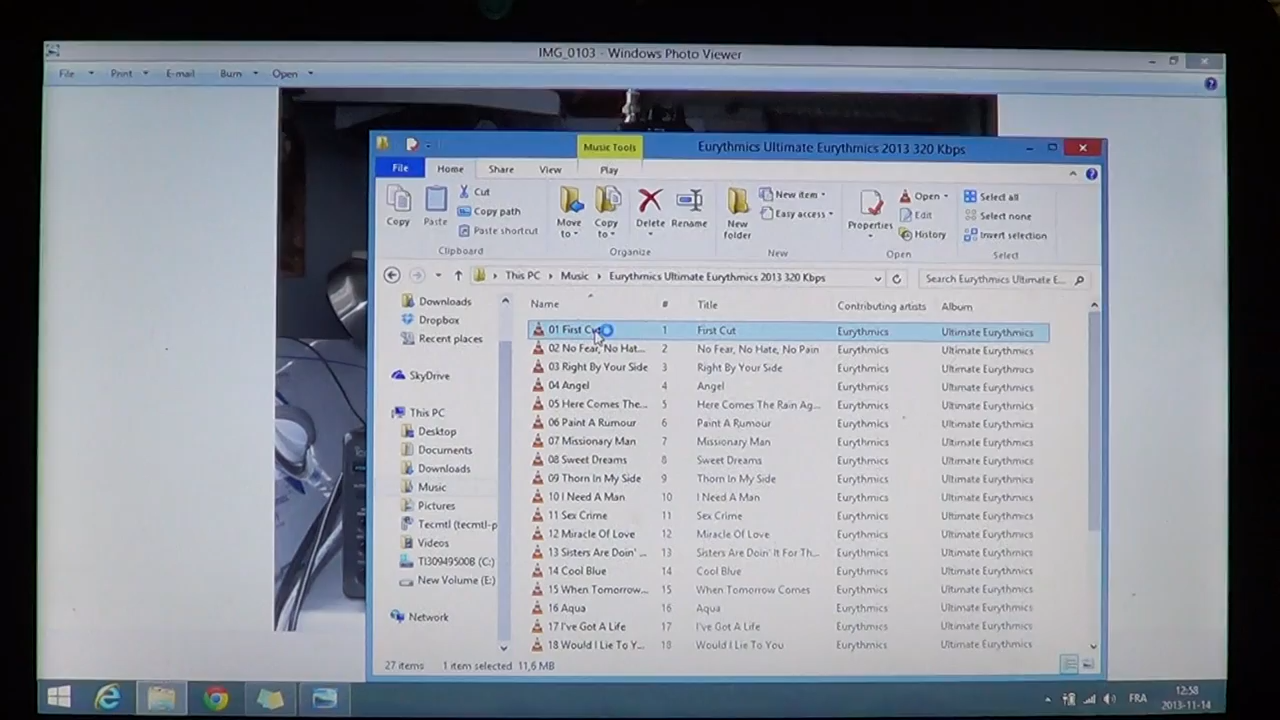 IMG_0103 - Windows Photo Viewer
File Print E-mail Burn Open
Music Tools Eurythmics Ultimate Eurythmics 2013 320 Kbps
File Home Share View Play
Copy Paste Cut Copy path Paste shortcut Move to Copy to Delete Rename New folder New item Easy access Properties Open Edit History Select all Select none Invert selection
Clipboard Organize New Open Select
This PC Music Eurythmics Ultimate Eurythmics 2013 320 Kbps Search Eurythmics Ultimate E...
Downloads
Dropbox
Recent places
SkyDrive
This PC
Desktop
Documents
Downloads
Music
Pictures
Tecmtl (tecmtl-p
Videos
TI30949500B (C:)
New Volume (E:)
Network
Name # Title Contributing artists Album
01 First Cut 1 First Cut Eurythmics Ultimate Eurythmics
02 No Fear, No Hat... 2 No Fear, No Hate, No Pain Eurythmics Ultimate Eurythmics
03 Right By Your Side 3 Right By Your Side Eurythmics Ultimate Eurythmics
04 Angel 4 Angel Eurythmics Ultimate Eurythmics
05 Here Comes The... 5 Here Comes The Rain Ag... Eurythmics Ultimate Eurythmics
06 Paint A Rumour 6 Paint A Rumour Eurythmics Ultimate Eurythmics
07 Missionary Man 7 Missionary Man Eurythmics Ultimate Eurythmics
08 Sweet Dreams 8 Sweet Dreams Eurythmics Ultimate Eurythmics
09 Thorn In My Side 9 Thorn In My Side Eurythmics Ultimate Eurythmics
10 I Need A Man 10 I Need A Man Eurythmics Ultimate Eurythmics
11 Sex Crime 11 Sex Crime Eurythmics Ultimate Eurythmics
12 Miracle Of Love 12 Miracle Of Love Eurythmics Ultimate Eurythmics
13 Sisters Are Doin' ... 13 Sisters Are Doin' It For Th... Eurythmics Ultimate Eurythmics
14 Cool Blue 14 Cool Blue Eurythmics Ultimate Eurythmics
15 When Tomorrow... 15 When Tomorrow Comes Eurythmics Ultimate Eurythmics
16 Aqua 16 Aqua Eurythmics Ultimate Eurythmics
17 I've Got A Life 17 I've Got A Life Eurythmics Ultimate Eurythmics
18 Would I Lie To Y... 18 Would I Lie To You Eurythmics Ultimate Eurythmics
27 items 1 item selected 11,6 MB
FRA 12:58
2013-11-14